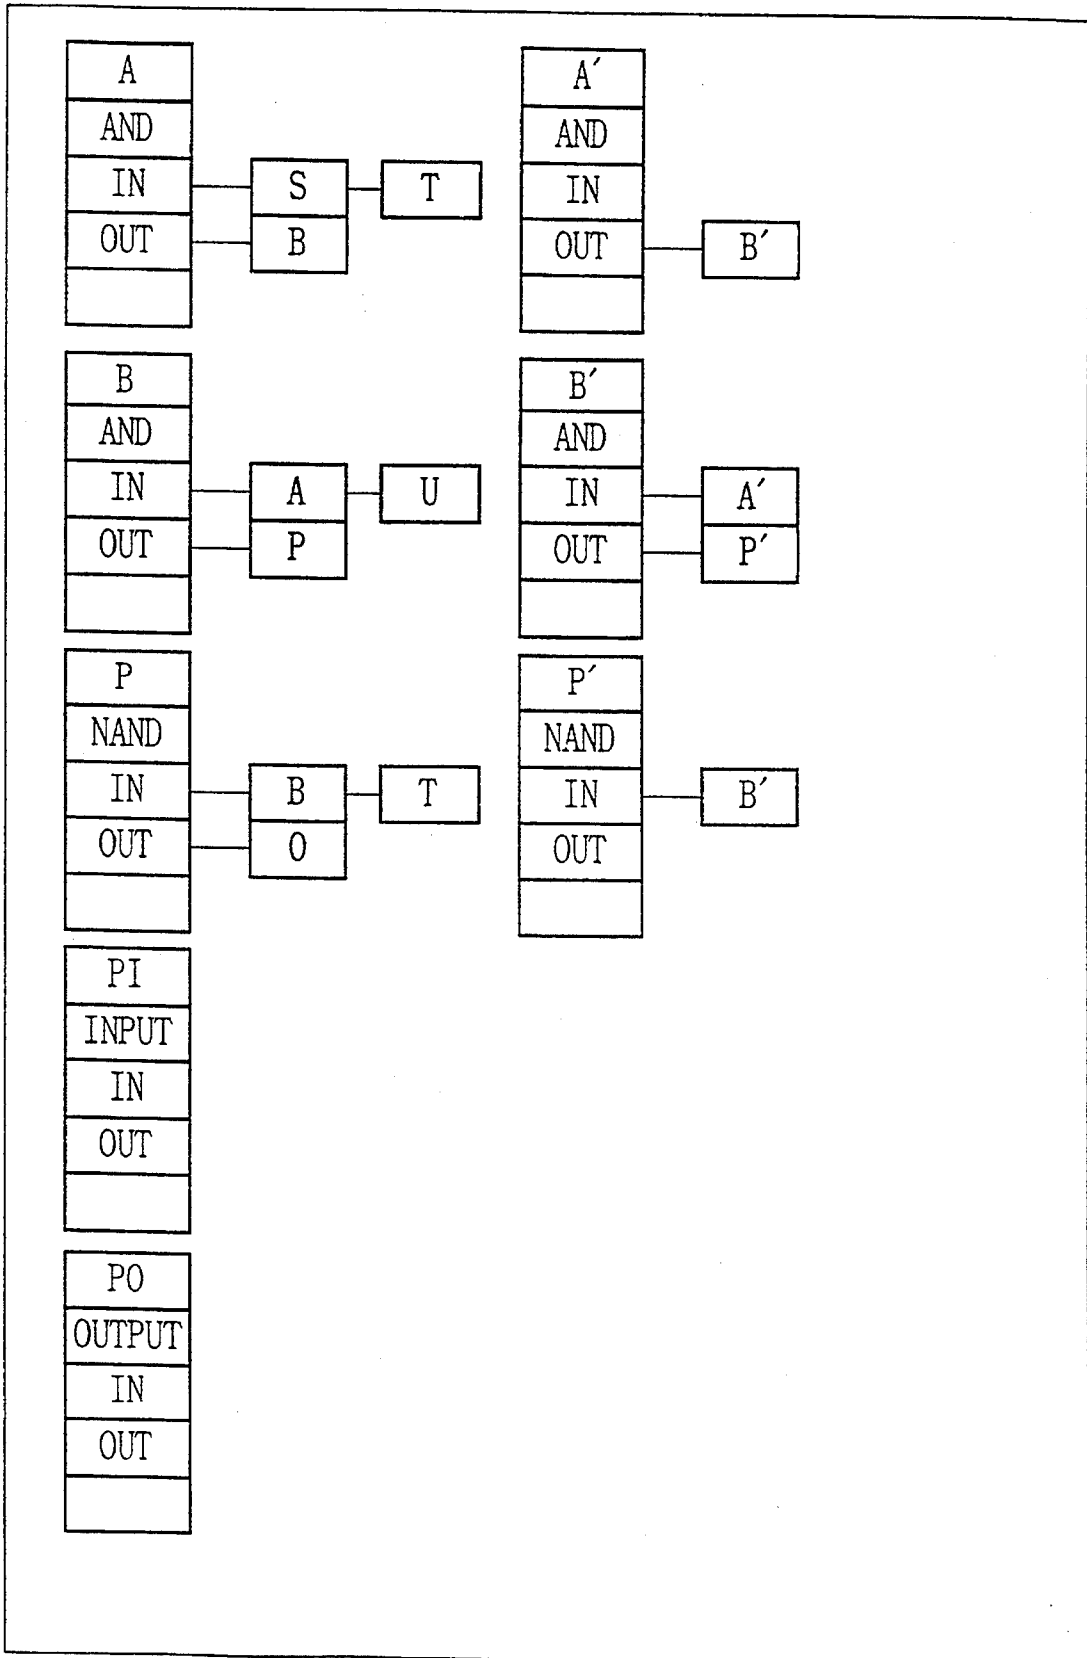 A
AND
IN S T
OUT B
B
AND
IN A U
OUT P
P
NAND
IN B T
OUT O
PI
INPUT
IN
OUT
PO
OUTPUT
IN
OUT
A′
AND
IN
OUT B′
B′
AND
IN A′
OUT P′
P′
NAND
IN B′
OUT